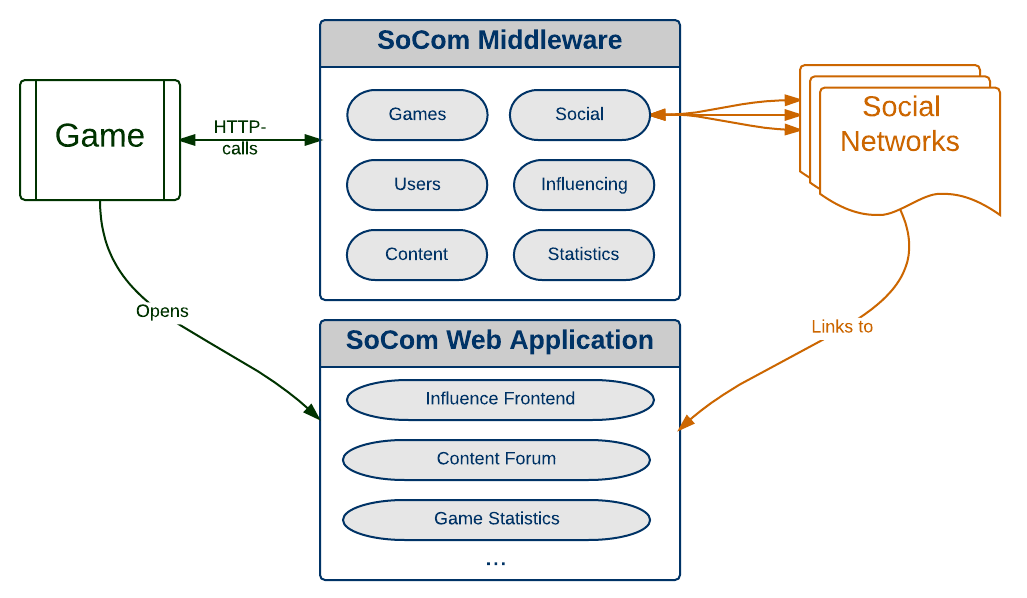 SoCom Middleware
Game
HTTP-
calls
Games
Social
Users
Influencing
Content
Statistics
Social
Networks
Opens
Links to
SoCom Web Application
Influence Frontend
Content Forum
Game Statistics
...